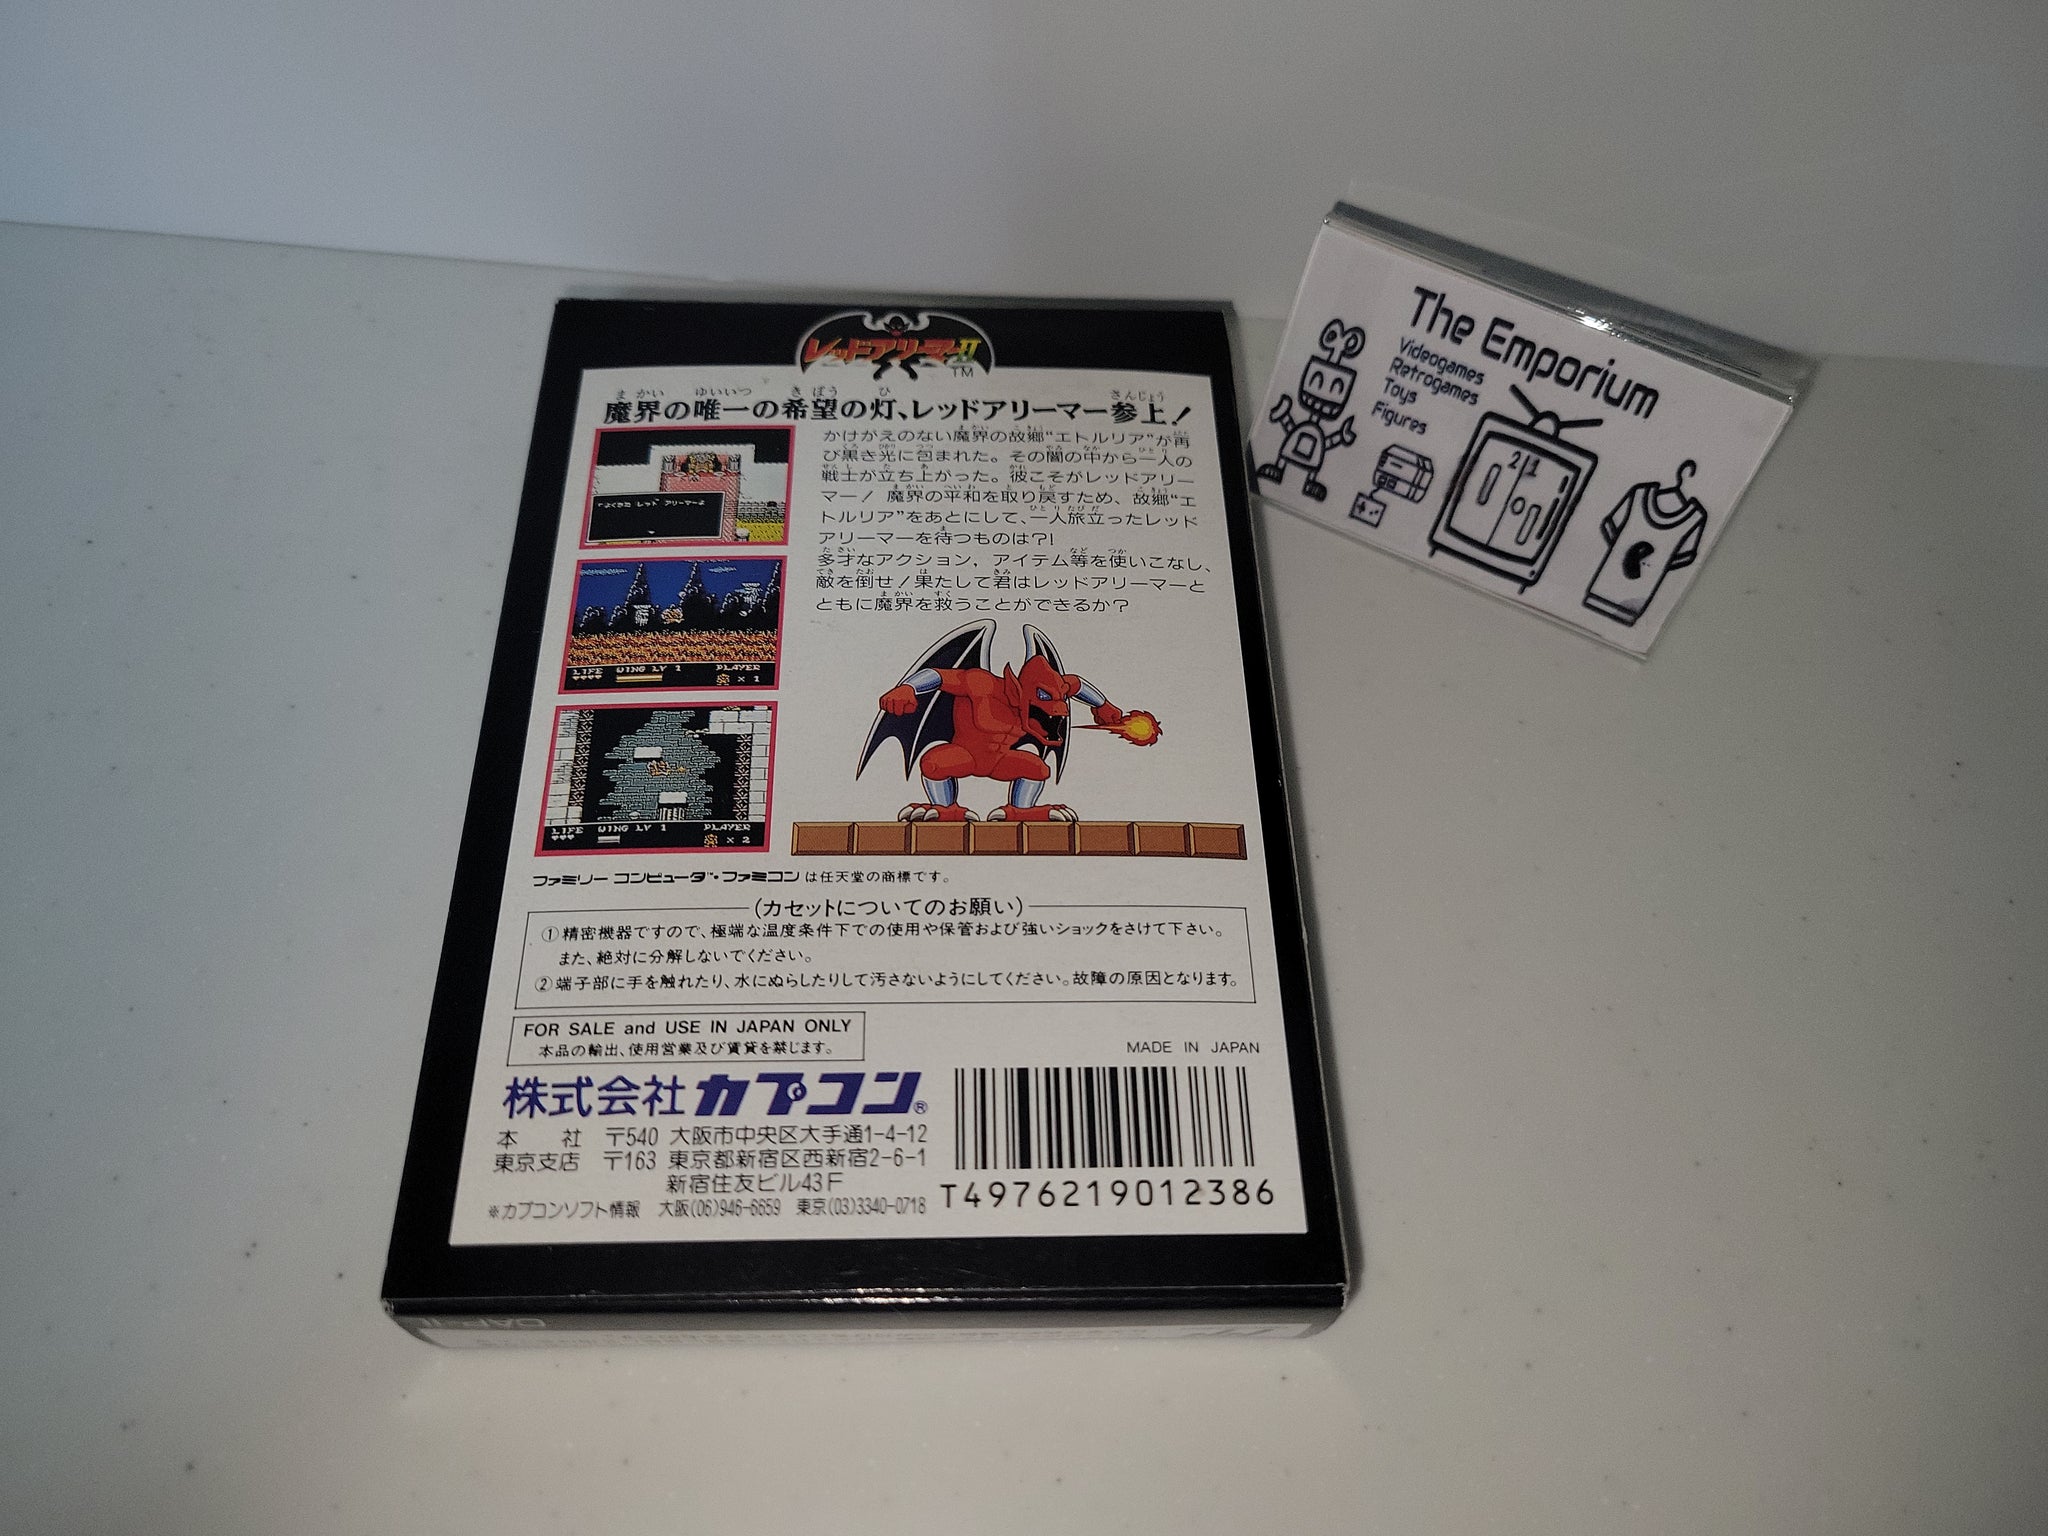 レッドアリーマーII
TM
魔界の唯一の希望の灯、レッドアリーマー参上!
かけがえのない魔界の故郷“エトルリア”が再
び黒き光に包まれた。その闇の中から一人の
戦士が立ち上がった。彼こそがレッドアリー
マー! 魔界の平和を取り戻すため、故郷“エ
トルリア”をあとにして、一人旅立ったレッド
アリーマーを待つものは?!
多才なアクション, アイテム等を使いこなし、
敵を倒せ!果たして君はレッドアリーマーと
ともに魔界を救うことができるか?
LIFE WING LV 1 PLAYER
× 1
LIFE WING LV 1 PLAYER
× 2
ファミリーコンピュータ™・ファミコンは任天堂の商標です。
(カセットについてのお願い)
①精密機器ですので、極端な温度条件下での使用や保管および強いショックをさけて下さい。
また、絶対に分解しないでください。
②端子部に手を触れたり、水にぬらしたりして汚さないようにしてください。故障の原因となります。
FOR SALE and USE IN JAPAN ONLY
本品の輸出、使用営業及び賃貸を禁じます。
MADE IN JAPAN
株式会社カプコン®
本社 〒540 大阪市中央区大手通1-4-12
東京支店 〒163 東京都新宿区西新宿2-6-1
新宿住友ビル43F
※カプコンソフト情報 大阪(06)946-6659 東京(03)3340-0718
T4976219012386
The Emporium
Videogames
Retrogames
Toys
Figures
21